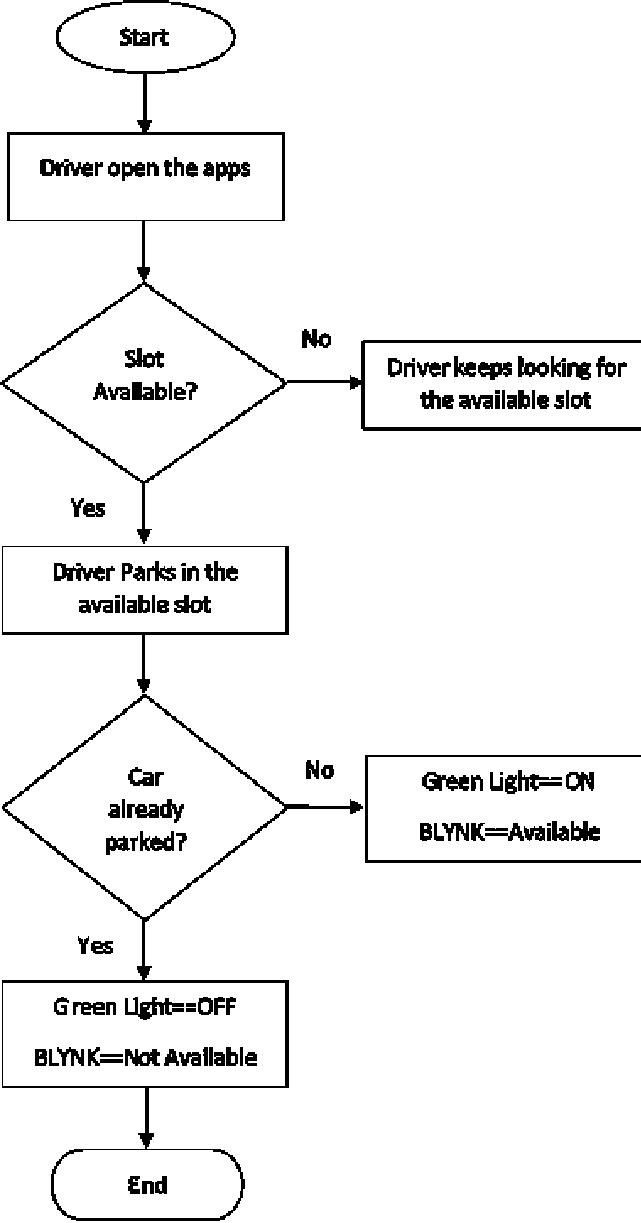 Start
Driver open the apps
Slot
Available?
No
Driver keeps looking for
the available slot
Yes
Driver Parks in the
available slot
Car
already
parked?
No
Green Light==ON
BLYNK==Available
Yes
Green Light==OFF
BLYNK==Not Available
End